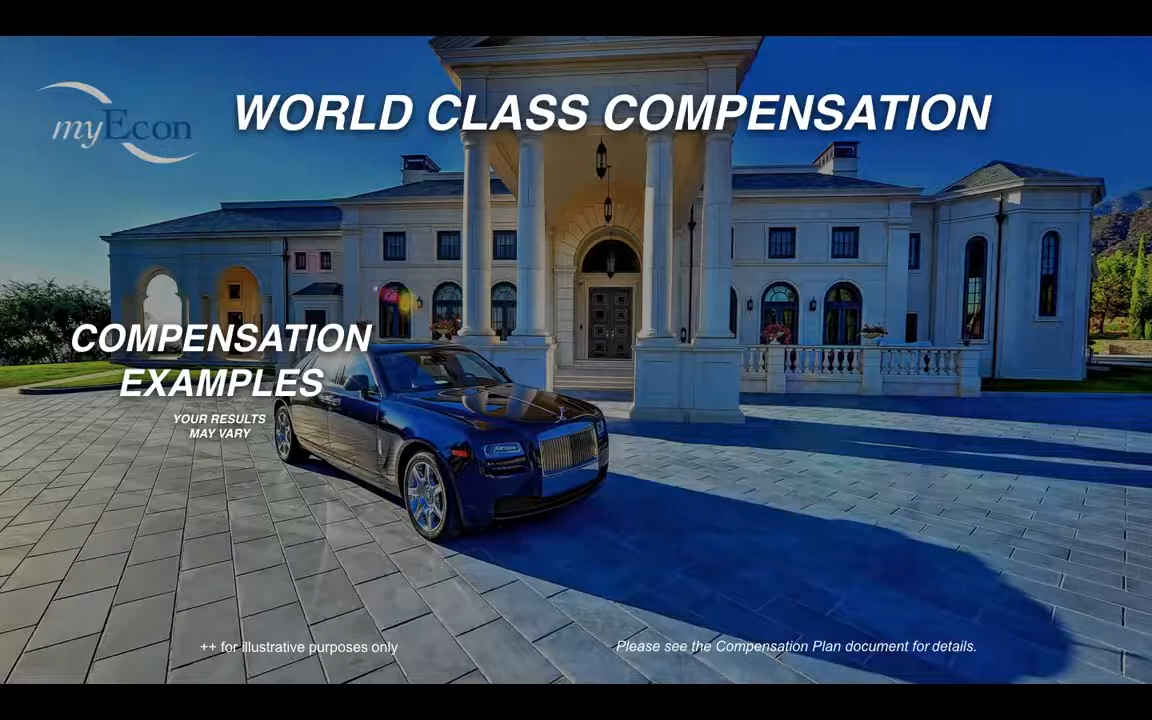 myEcon
WORLD CLASS COMPENSATION
COMPENSATION
EXAMPLES
YOUR RESULTS
MAY VARY
++ for illustrative purposes only
Please see the Compensation Plan document for details.